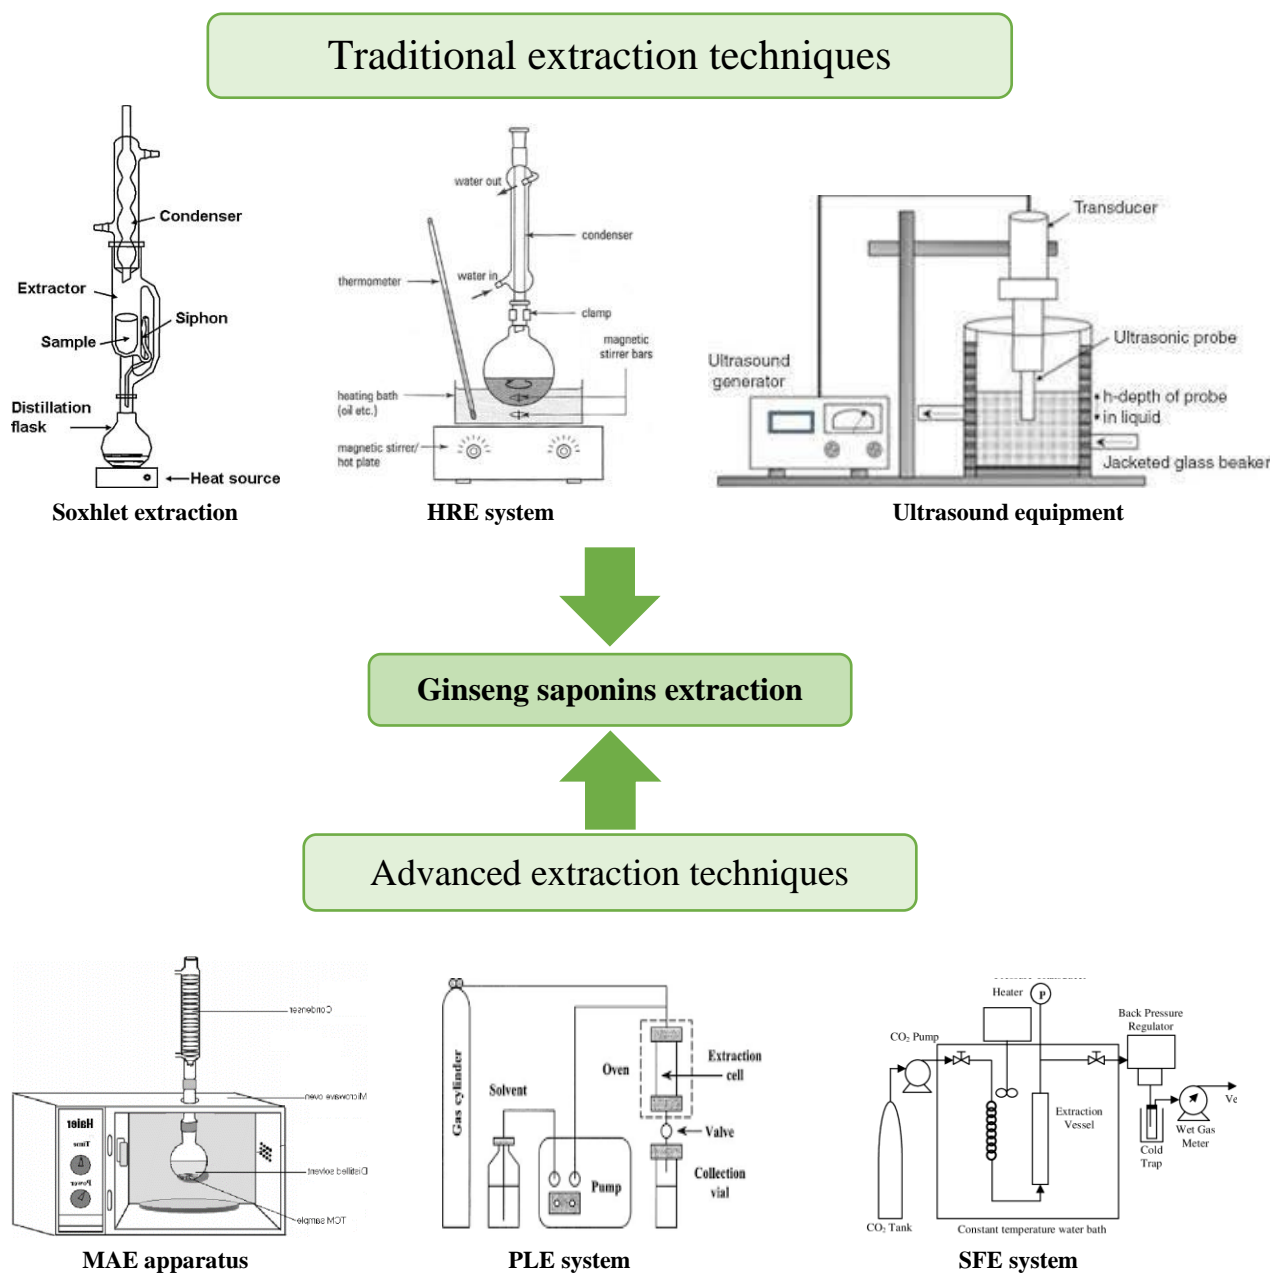 Traditional extraction techniques
Condenser
Extractor
Siphon
Sample
Distillation
flask
Heat source
Soxhlet extraction
water out
condenser
thermometer
water in
clamp
magnetic
stirrer bars
heating bath
(oil etc.)
magnetic stirrer/
hot plate
HRE system
Transducer
Ultrasonic probe
Ultrasound
generator
h-depth of probe
in liquid
Jacketed glass beaker
Ultrasound equipment
Ginseng saponins extraction
Advanced extraction techniques
Condenser
Microwave oven
Haier
Time
Power
Distilled solvent
TCM sample
MAE apparatus
Gas cylinder
Solvent
Oven
Extraction
cell
Valve
Pump
Collection
vial
PLE system
Heater
P
Back Pressure
Regulator
CO₂ Pump
Extraction
Vessel
Ve
Wet Gas
Meter
Cold
Trap
CO₂ Tank
Constant temperature water bath
SFE system